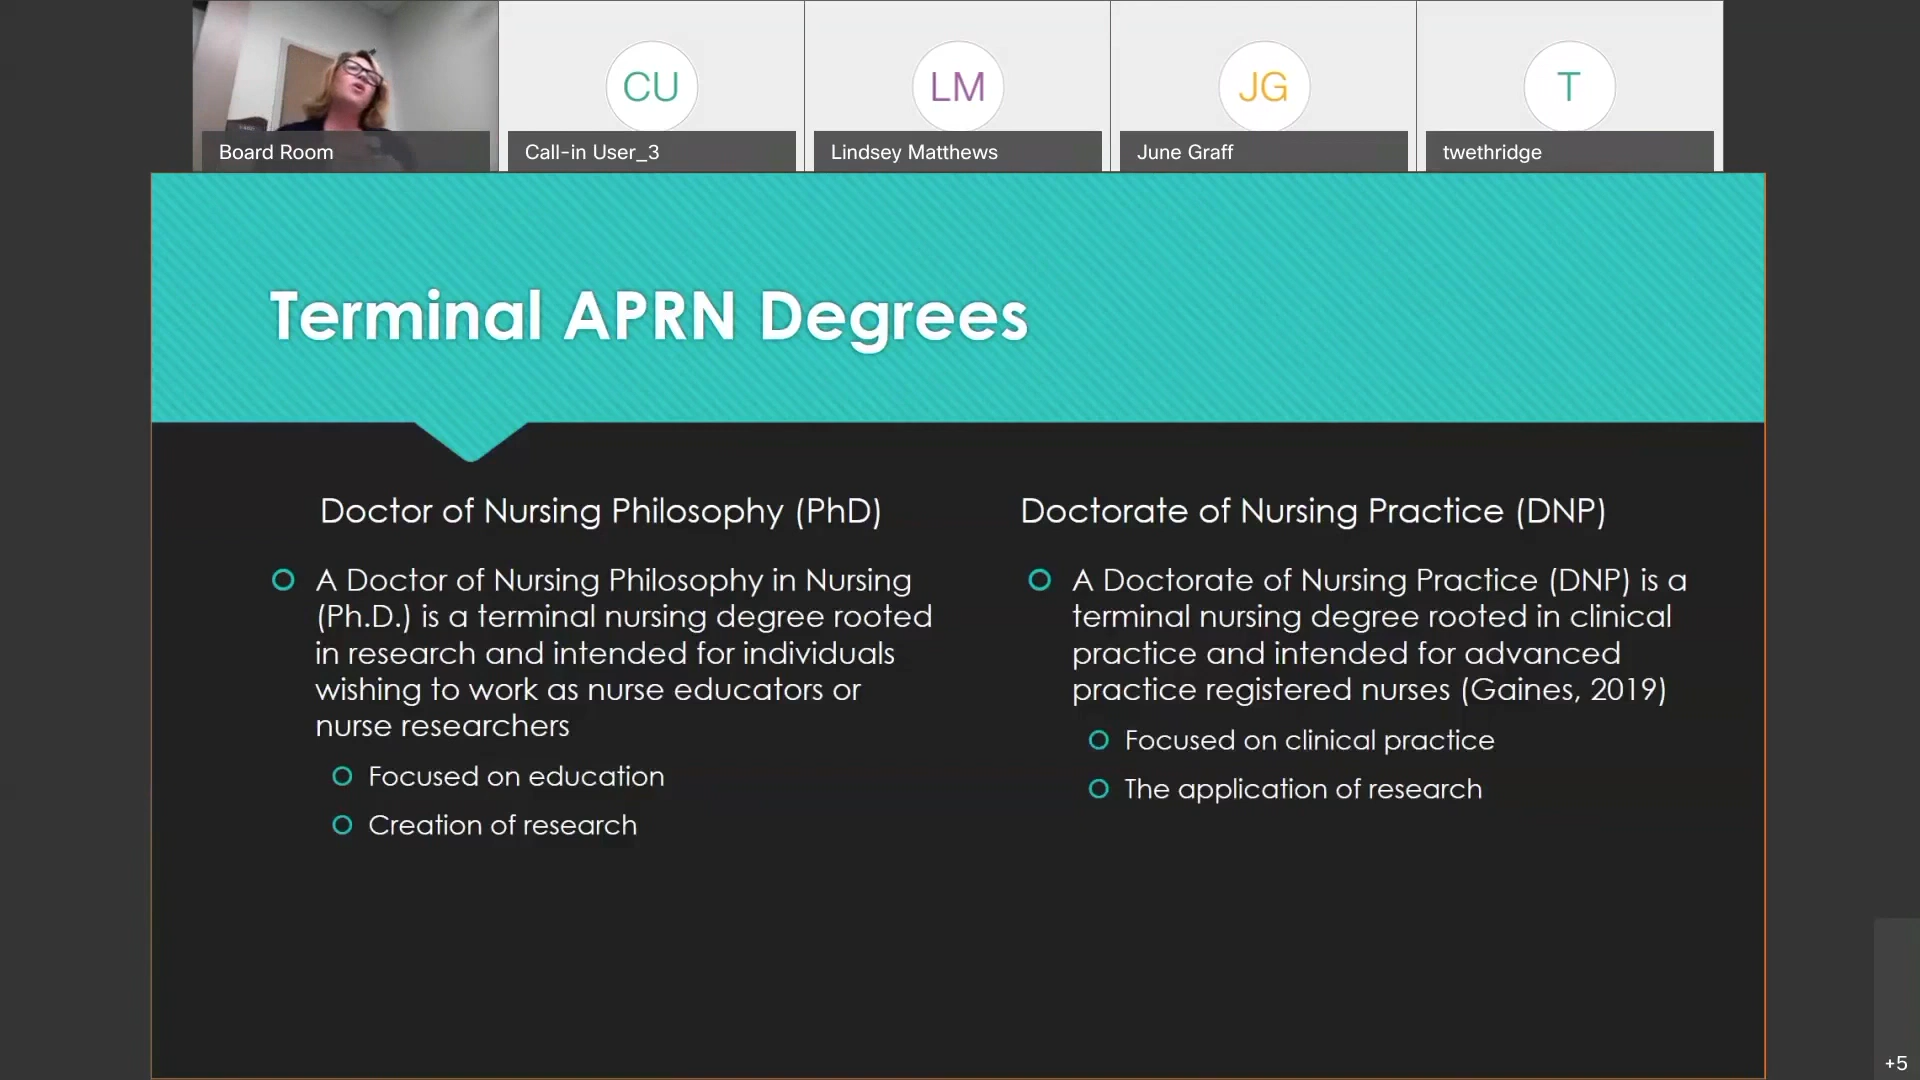 CU
LM
JG
T
Board Room
Call-in User_3
Lindsey Matthews
June Graff
twethridge
Terminal APRN Degrees
Doctor of Nursing Philosophy (PhD)
A Doctor of Nursing Philosophy in Nursing
(Ph.D.) is a terminal nursing degree rooted
in research and intended for individuals
wishing to work as nurse educators or
nurse researchers
Focused on education
Creation of research
Doctorate of Nursing Practice (DNP)
A Doctorate of Nursing Practice (DNP) is a
terminal nursing degree rooted in clinical
practice and intended for advanced
practice registered nurses (Gaines, 2019)
Focused on clinical practice
The application of research
+5